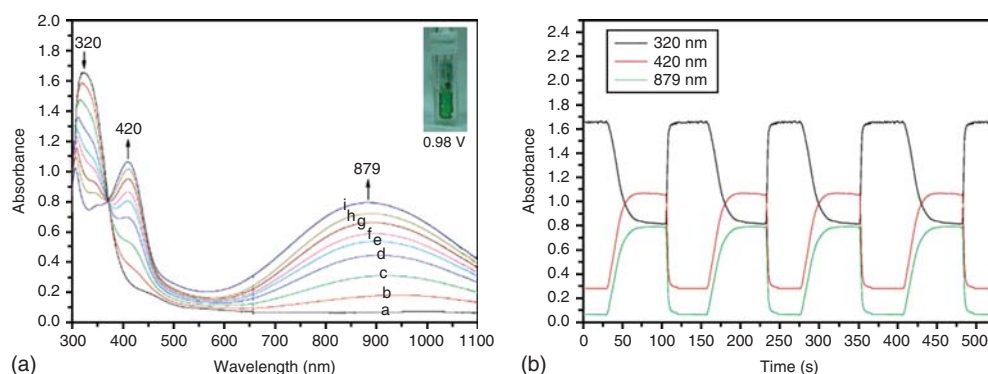 2.0
1.8
1.6
1.4
1.2
1.0
0.8
0.6
0.4
0.2
0.0
Absorbance
320
420
879
0.98 V
i
h
g
f
e
d
c
b
a
300 400 500 600 700 800 900 1000 1100
Wavelength (nm)
(a)
2.4
2.2
2.0
1.8
1.6
1.4
1.2
1.0
0.8
0.6
0.4
0.2
0.0
Absorbance
320 nm
420 nm
879 nm
0 50 100 150 200 250 300 350 400 450 500
Time (s)
(b)